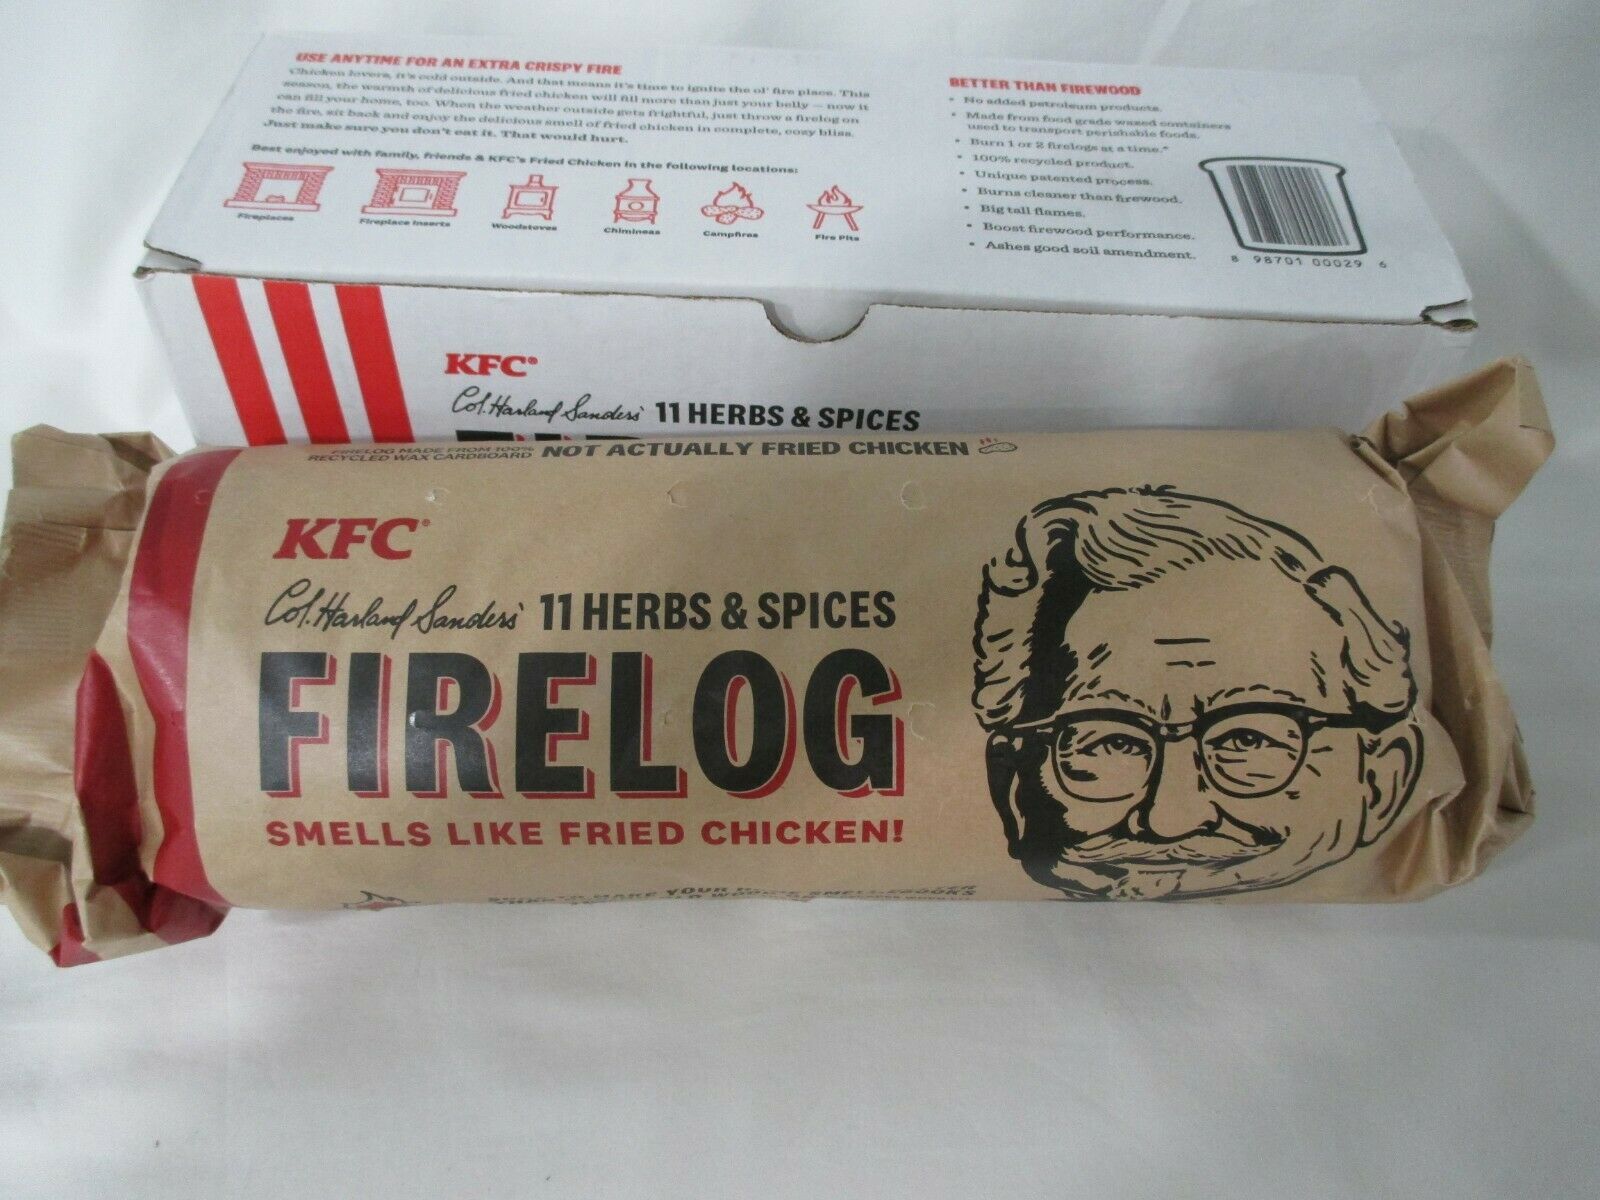 USE ANYTIME FOR AN EXTRA CRISPY FIRE
Chicken lovers, it's cold outside. And that means it's time to ignite the ol' fire place. This
season, the warmth of delicious fried chicken will fill more than just your belly — now it
can fill your home, too. When the weather outside gets frightful, just throw a firelog on
the fire, sit back and enjoy the delicious smell of fried chicken in complete, cozy bliss.
Just make sure you don't eat it. That would hurt.
Best enjoyed with family, friends & KFC's Fried Chicken in the following locations:
Fireplaces
Fireplace Inserts
Woodstoves
Chimineas
Campfires
Fire Pits
BETTER THAN FIREWOOD
• No added petroleum products.
• Made from food grade waxed containers
used to transport perishable foods.
• Burn 1 or 2 firelogs at a time.*
• 100% recycled product.
• Unique patented process.
• Burns cleaner than firewood.
• Big tall flames.
• Boost firewood performance.
• Ashes good soil amendment.
8 98701 00029 6
KFC®
Col. Harland Sanders' 11 HERBS & SPICES
FIRELOG MADE FROM 100%
RECYCLED WAX CARDBOARD
NOT ACTUALLY FRIED CHICKEN
KFC®
Col. Harland Sanders' 11 HERBS & SPICES
FIRELOG
SMELLS LIKE FRIED CHICKEN!
MAKE YOUR